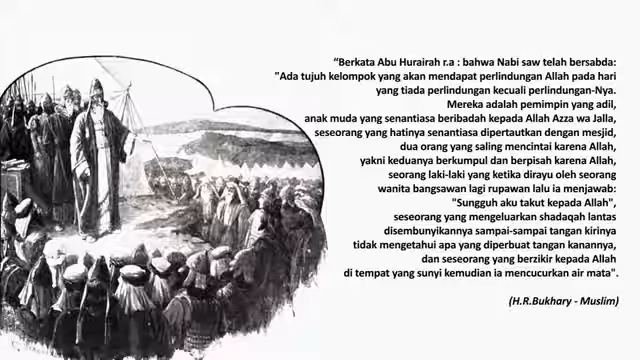 “Berkata Abu Hurairah r.a : bahwa Nabi saw telah bersabda:
"Ada tujuh kelompok yang akan mendapat perlindungan Allah pada hari
yang tiada perlindungan kecuali perlindungan-Nya.
Mereka adalah pemimpin yang adil,
anak muda yang senantiasa beribadah kepada Allah Azza wa Jalla,
seseorang yang hatinya senantiasa dipertautkan dengan mesjid,
dua orang yang saling mencintai karena Allah,
yakni keduanya berkumpul dan berpisah karena Allah,
seorang laki-laki yang ketika dirayu oleh seorang
wanita bangsawan lagi rupawan lalu ia menjawab:
"Sungguh aku takut kepada Allah",
seseorang yang mengeluarkan shadaqah lantas
disembunyikannya sampai-sampai tangan kirinya
tidak mengetahui apa yang diperbuat tangan kanannya,
dan seseorang yang berzikir kepada Allah
di tempat yang sunyi kemudian ia mencucurkan air mata".
(H.R.Bukhary - Muslim)